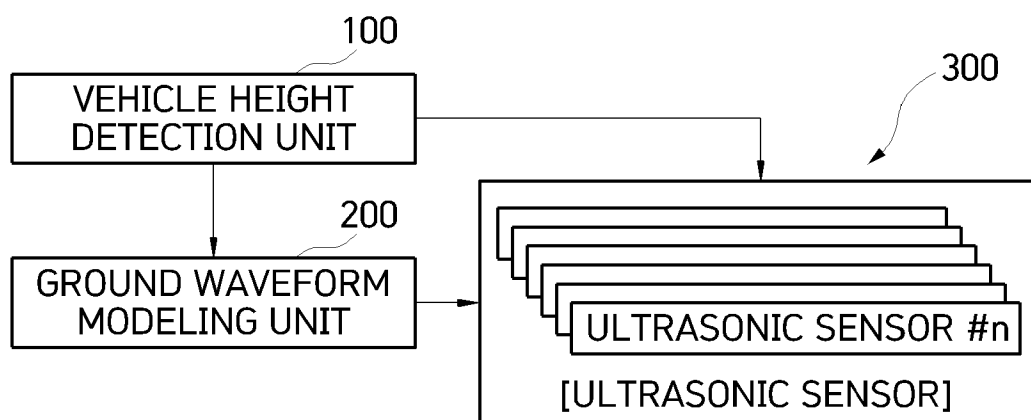 100
VEHICLE HEIGHT
DETECTION UNIT
300
200
GROUND WAVEFORM
MODELING UNIT
ULTRASONIC SENSOR #n
[ULTRASONIC SENSOR]